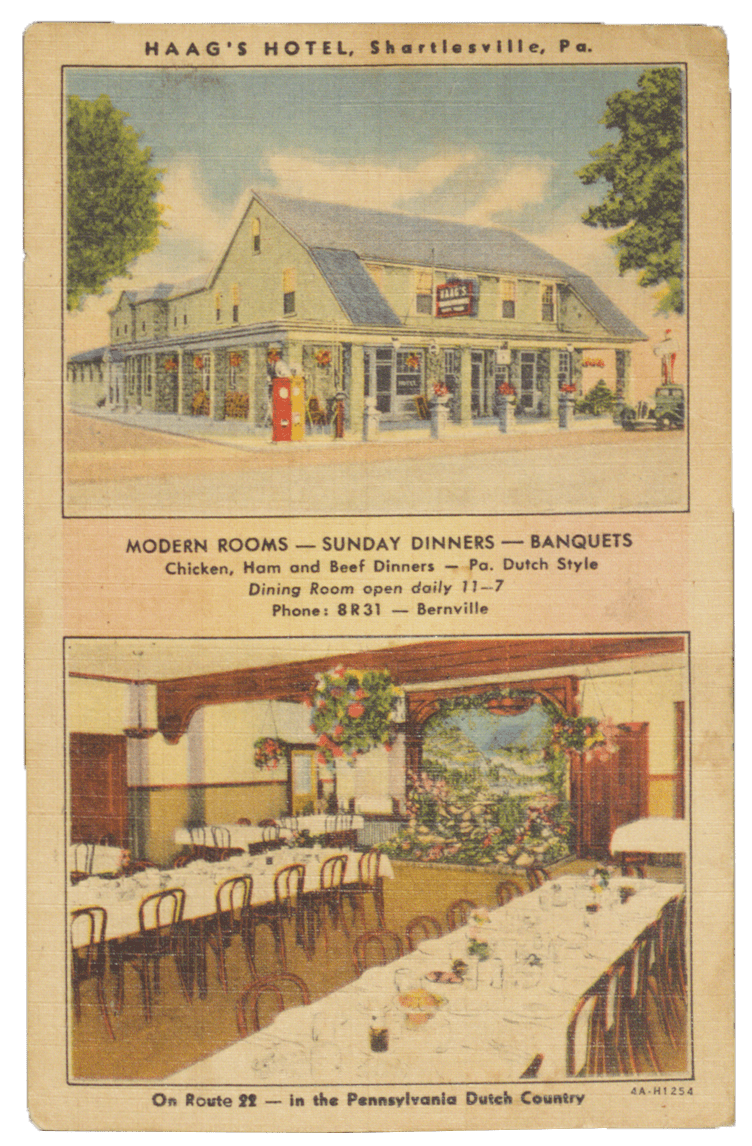 HAAG'S HOTEL, Shartlesville, Pa.
HAAG'S
HOTEL
MODERN ROOMS — SUNDAY DINNERS — BANQUETS
Chicken, Ham and Beef Dinners — Pa. Dutch Style
Dining Room open daily 11—7
Phone: 8R31 — Bernville
On Route 22 — in the Pennsylvania Dutch Country
4A-H1254